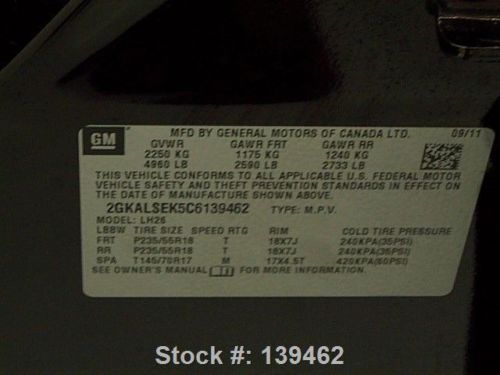 GM
MFD BY GENERAL MOTORS OF CANADA LTD. 09/11
GVWR GAWR FRT GAWR RR
2250 KG 1175 KG 1240 KG
4960 LB 2590 LB 2733 LB
THIS VEHICLE CONFORMS TO ALL APPLICABLE U.S. FEDERAL MOTOR
VEHICLE SAFETY AND THEFT PREVENTION STANDARDS IN EFFECT ON
THE DATE OF MANUFACTURE SHOWN ABOVE.
2GKALSEK5C6139462 TYPE: M.P.V.
MODEL: LH26
LBBW TIRE SIZE SPEED RTG RIM COLD TIRE PRESSURE
FRT P235/55R18 T 18X7J 240KPA(35PSI)
RR P235/55R18 T 18X7J 240KPA(35PSI)
SPA T145/70R17 M 17X4.5T 420KPA(60PSI)
SEE OWNER'S MANUAL FOR MORE INFORMATION.
Stock #: 139462